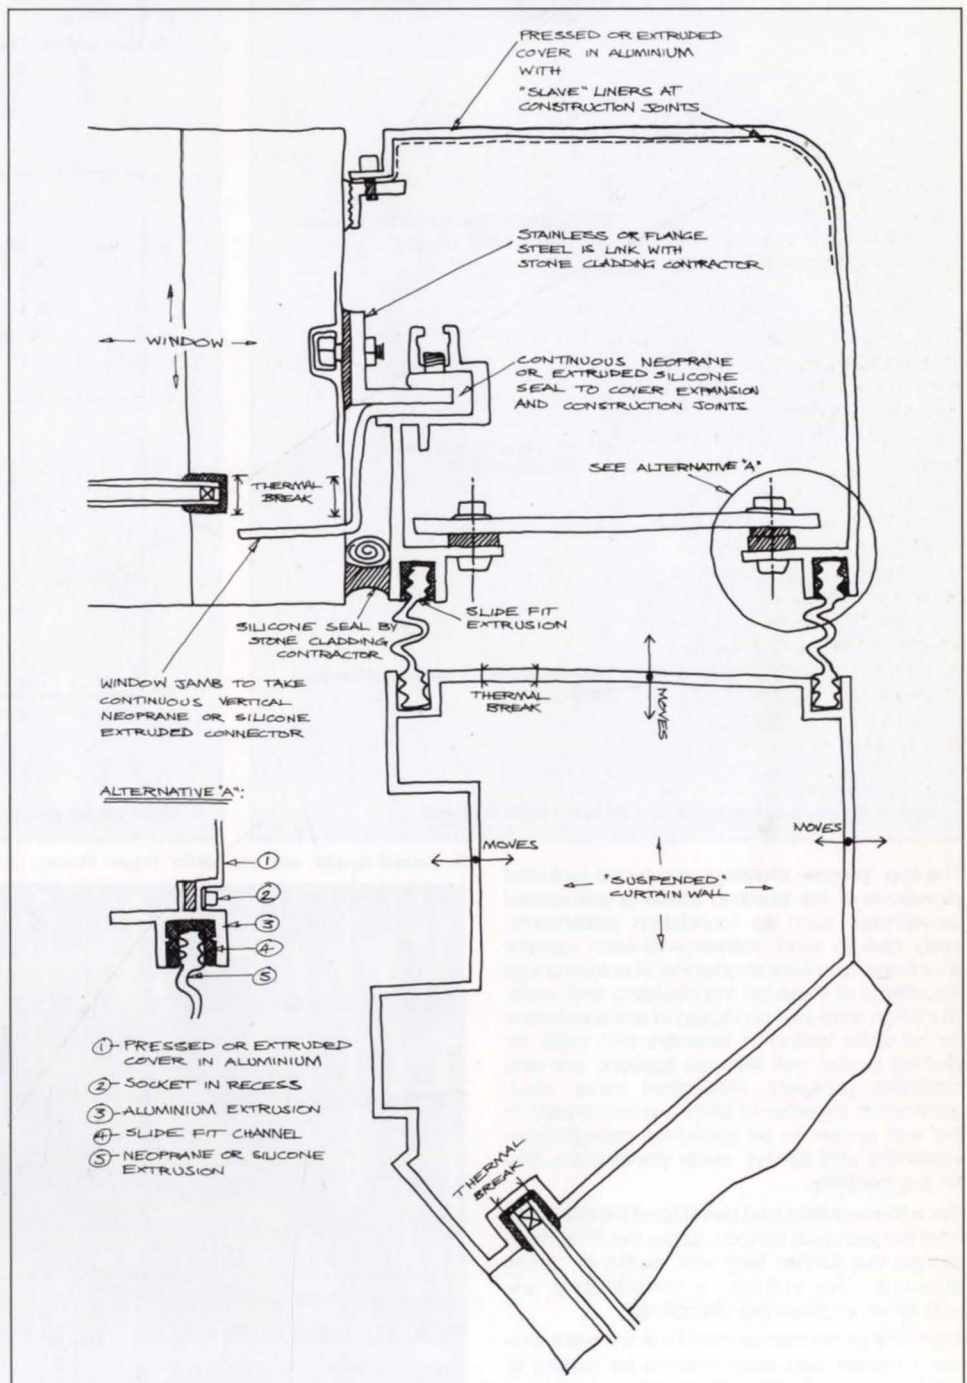 PRESSED OR EXTRUDED
COVER IN ALUMINIUM
WITH
"SLAVE" LINERS AT
CONSTRUCTION JOINTS
STAINLESS OR FLANGE
STEEL IS LINK WITH
STONE CLADDING CONTRACTOR
WINDOW
CONTINUOUS NEOPRANE
OR EXTRUDED SILICONE
SEAL TO COVER EXPANSION
AND CONSTRUCTION JOINTS
SEE ALTERNATIVE "A"
THERMAL
BREAK
SLIDE FIT
EXTRUSION
SILICONE SEAL BY
STONE CLADDING
CONTRACTOR
THERMAL
BREAK
MOVES
WINDOW JAMB TO TAKE
CONTINUOUS VERTICAL
NEOPRANE OR SILICONE
EXTRUDED CONNECTOR
ALTERNATIVE "A":
1
2
3
4
5
MOVES
MOVES
"SUSPENDED"
CURTAIN WALL
1 - PRESSED OR EXTRUDED
COVER IN ALUMINIUM
2 - SOCKET IN RECESS
3 - ALUMINIUM EXTRUSION
4 - SLIDE FIT CHANNEL
5 - NEOPRANE OR SILICONE
EXTRUSION
THERMAL
BREAK